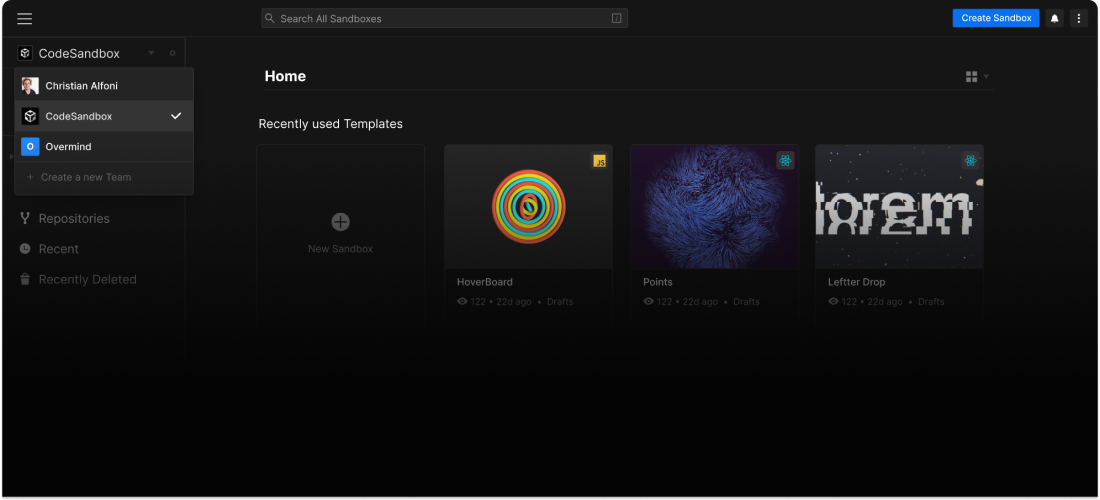 Search All Sandboxes
/
Create Sandbox
CodeSandbox
Christian Alfoni
CodeSandbox
O
Overmind
+ Create a new Team
Repositories
Recent
Recently Deleted
Home
Recently used Templates
New Sandbox
JS
HoverBoard
122 • 22d ago • Drafts
Points
122 • 22d ago • Drafts
lorem
Leftter Drop
122 • 22d ago • Drafts